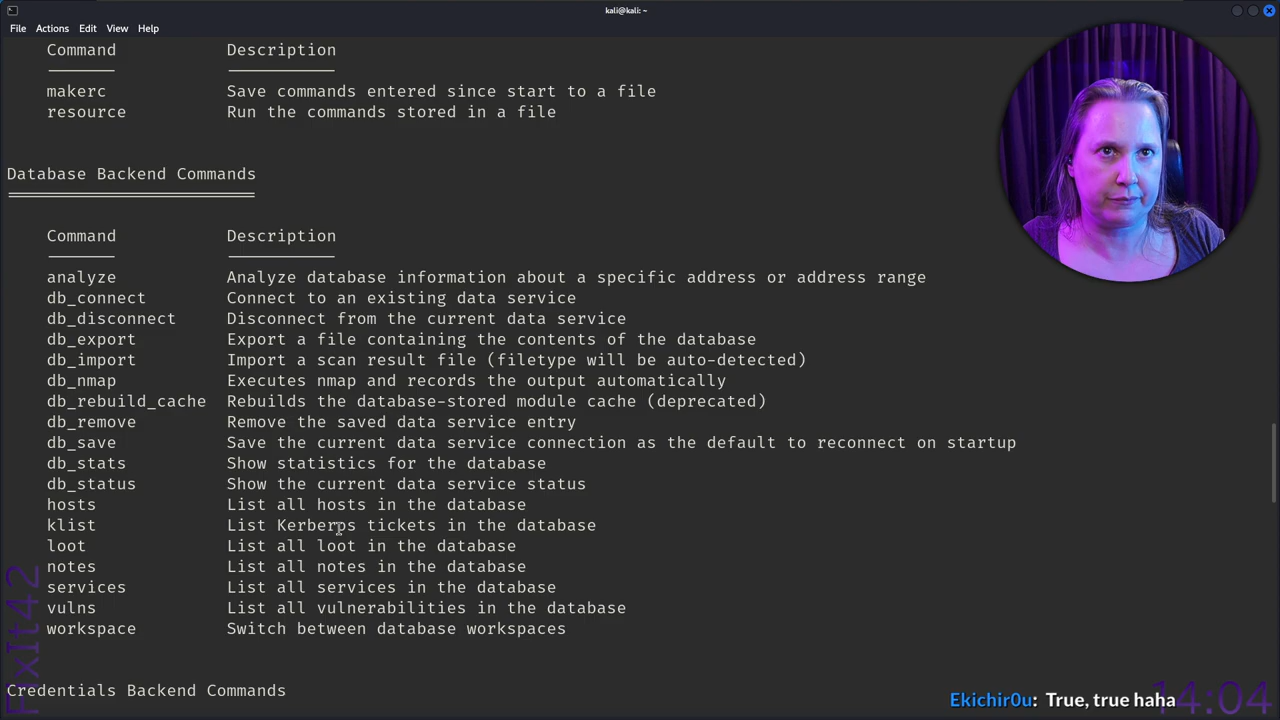 kali@kali: ~
File Actions Edit View Help
Command Description
makerc Save commands entered since start to a file
resource Run the commands stored in a file
Database Backend Commands
Command Description
analyze Analyze database information about a specific address or address range
db_connect Connect to an existing data service
db_disconnect Disconnect from the current data service
db_export Export a file containing the contents of the database
db_import Import a scan result file (filetype will be auto-detected)
db_nmap Executes nmap and records the output automatically
db_rebuild_cache Rebuilds the database-stored module cache (deprecated)
db_remove Remove the saved data service entry
db_save Save the current data service connection as the default to reconnect on startup
db_stats Show statistics for the database
db_status Show the current data service status
hosts List all hosts in the database
klist List Kerberos tickets in the database
loot List all loot in the database
notes List all notes in the database
services List all services in the database
vulns List all vulnerabilities in the database
workspace Switch between database workspaces
Credentials Backend Commands
FixIt42
Ekichir0u: True, true haha
14:04